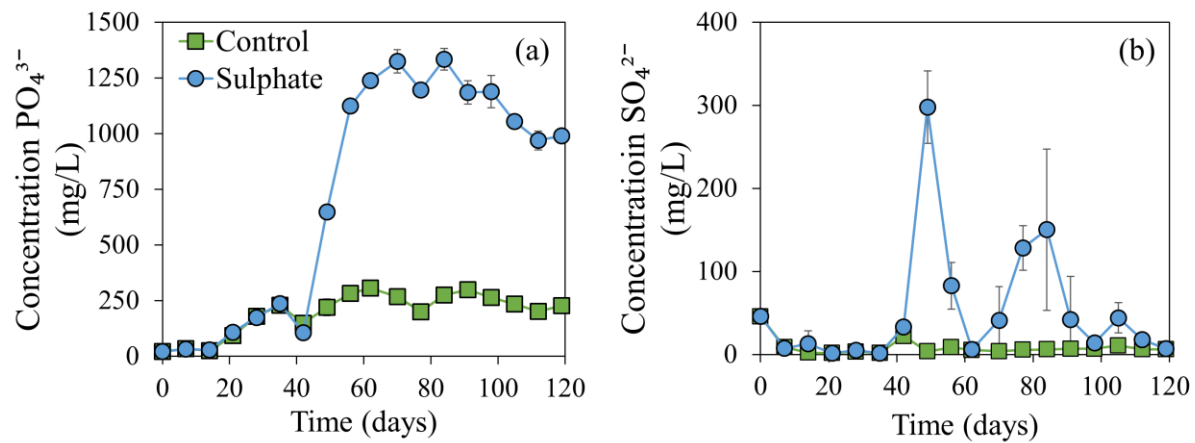 Concentration PO₄³⁻
(mg/L)
1500
1250
1000
750
500
250
0
Control
Sulphate
(a)
0 20 40 60 80 100 120
Time (days)
Concentratioin SO₄²⁻
(mg/L)
400
300
200
100
0
(b)
0 20 40 60 80 100 120
Time (days)